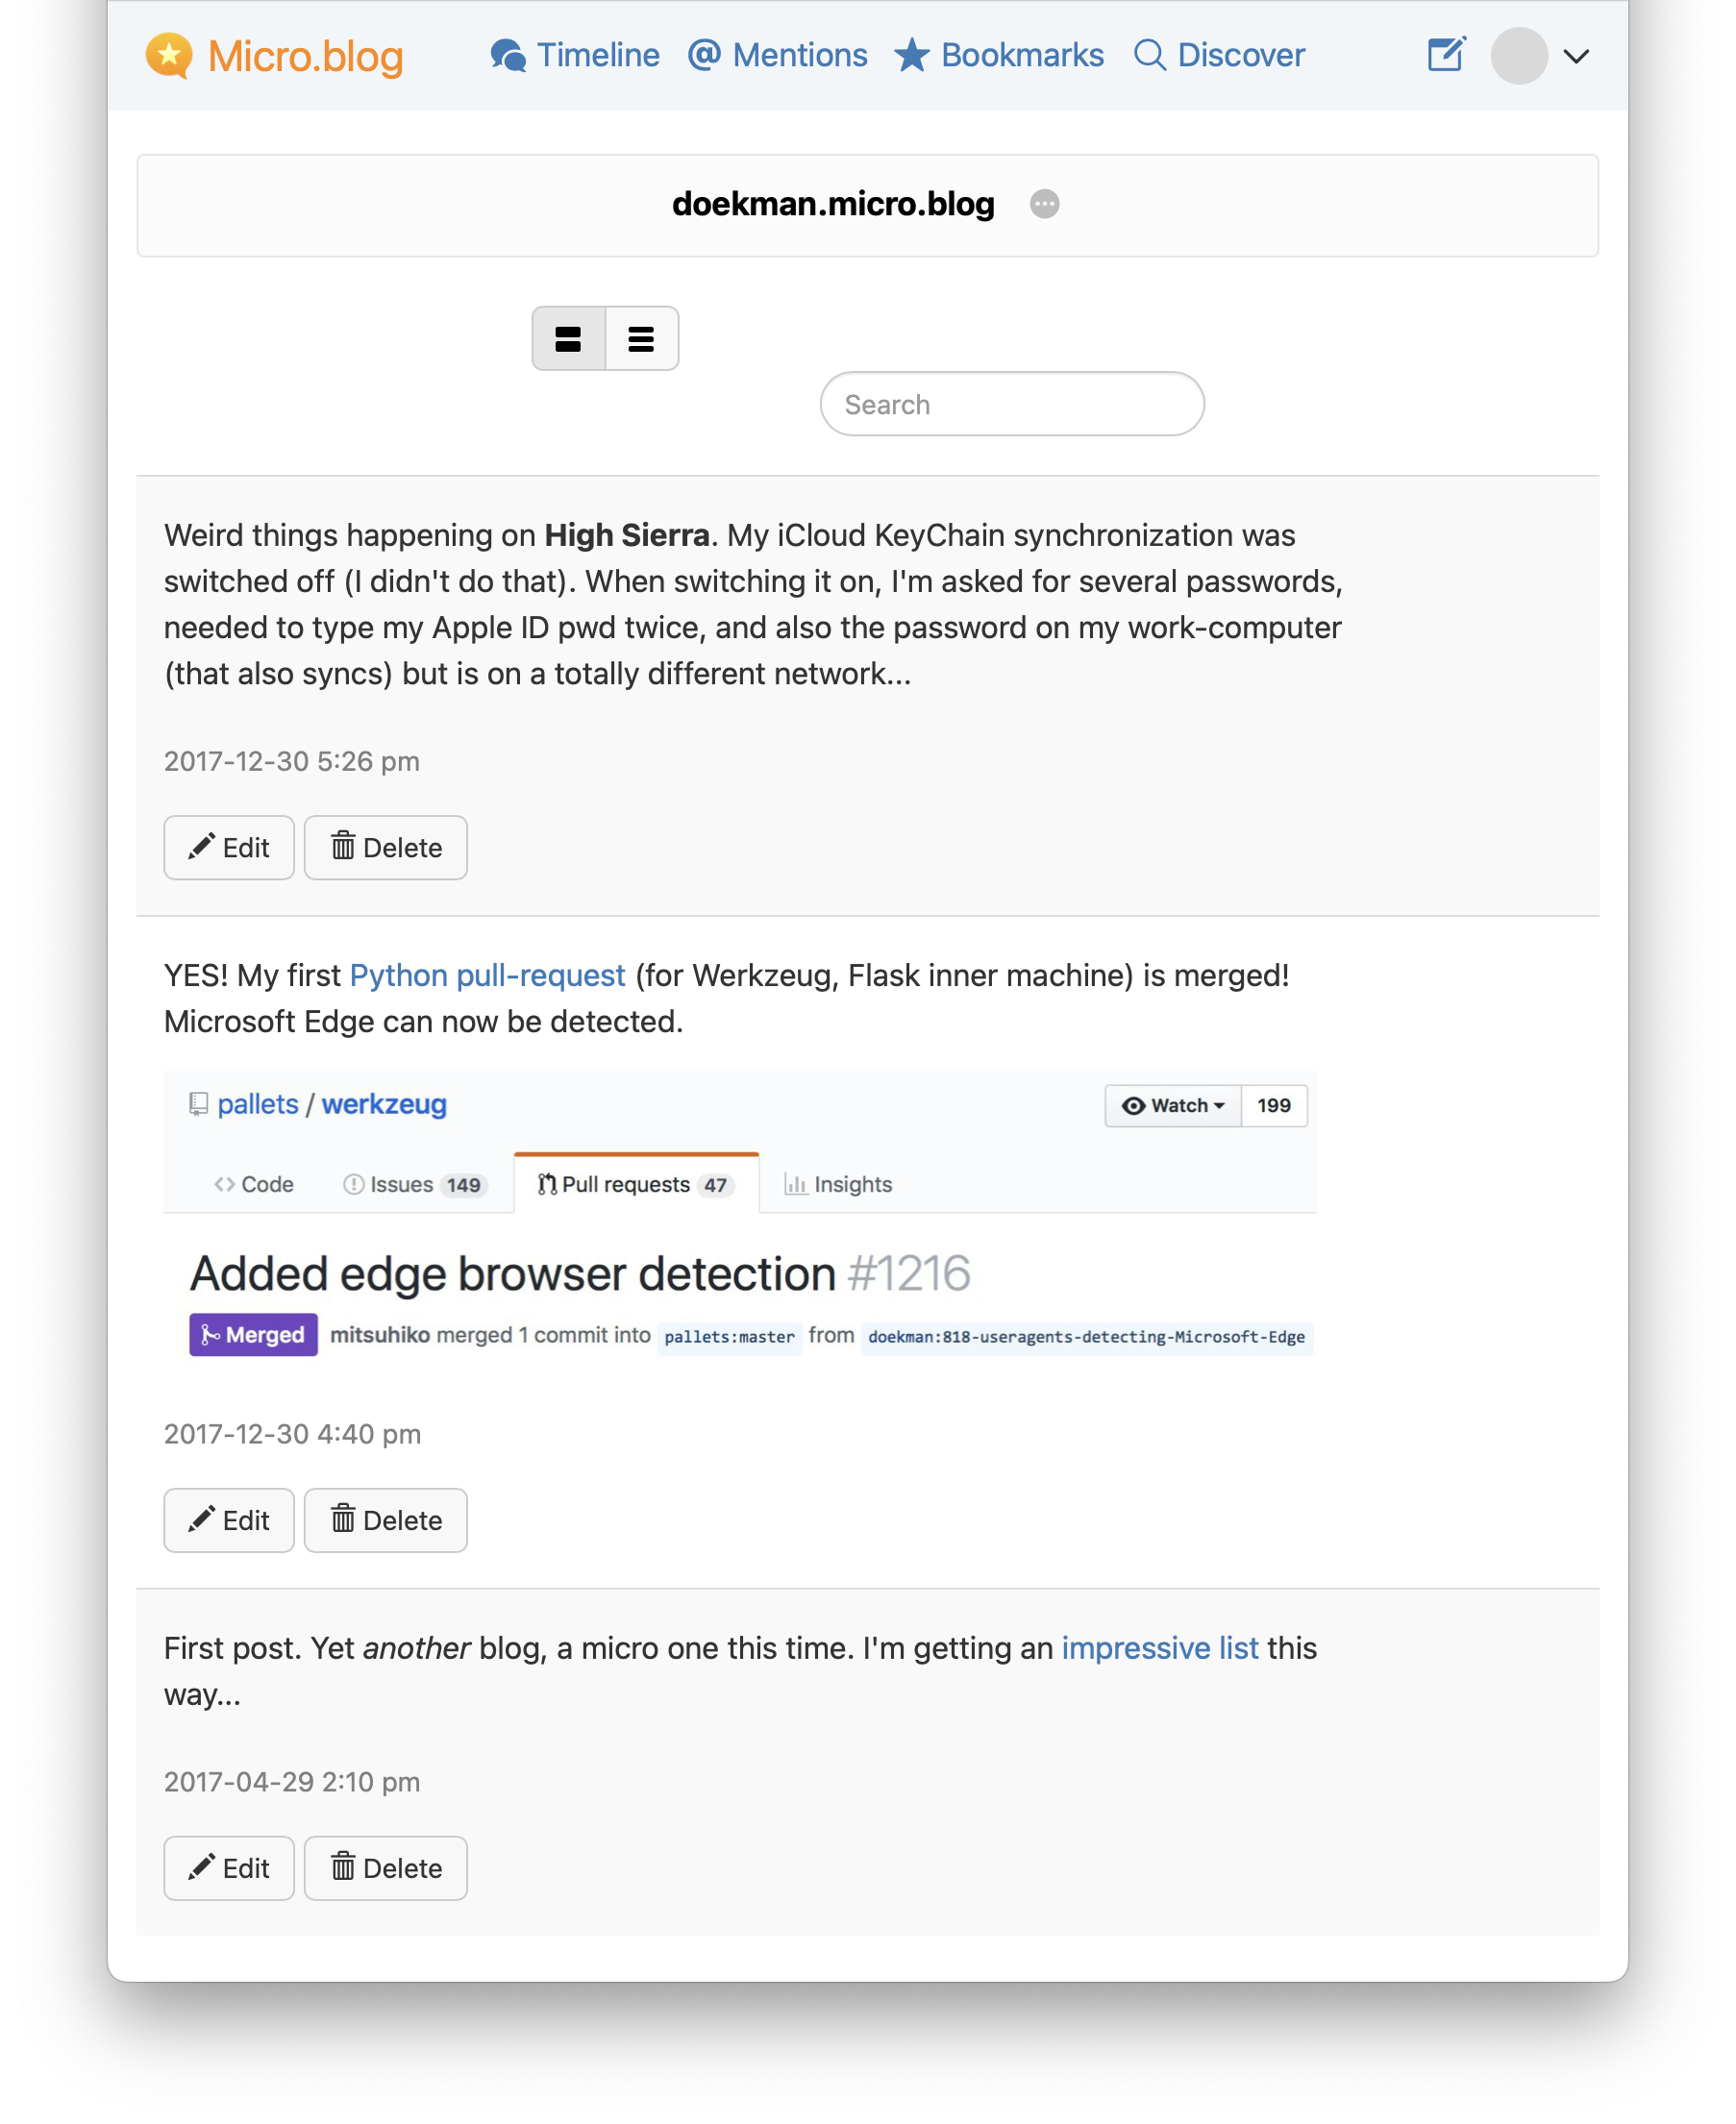 Micro.blog Timeline @ Mentions Bookmarks Discover
doekman.micro.blog
Search
Weird things happening on High Sierra. My iCloud KeyChain synchronization was
switched off (I didn't do that). When switching it on, I'm asked for several passwords,
needed to type my Apple ID pwd twice, and also the password on my work-computer
(that also syncs) but is on a totally different network...
2017-12-30 5:26 pm
Edit Delete
YES! My first Python pull-request (for Werkzeug, Flask inner machine) is merged!
Microsoft Edge can now be detected.
pallets / werkzeug Watch 199
Code Issues 149 Pull requests 47 Insights
Added edge browser detection #1216
Merged mitsuhiko merged 1 commit into pallets:master from doekman:818-useragents-detecting-Microsoft-Edge
2017-12-30 4:40 pm
Edit Delete
First post. Yet another blog, a micro one this time. I'm getting an impressive list this
way...
2017-04-29 2:10 pm
Edit Delete